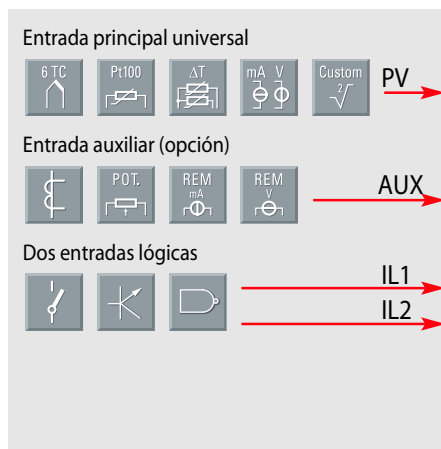 Entrada principal universal
6 TC Pt100 ΔT mA V Custom PV
2/
Entrada auxiliar (opción)
POT. REM REM AUX
mA V
Dos entradas lógicas
IL1
IL2